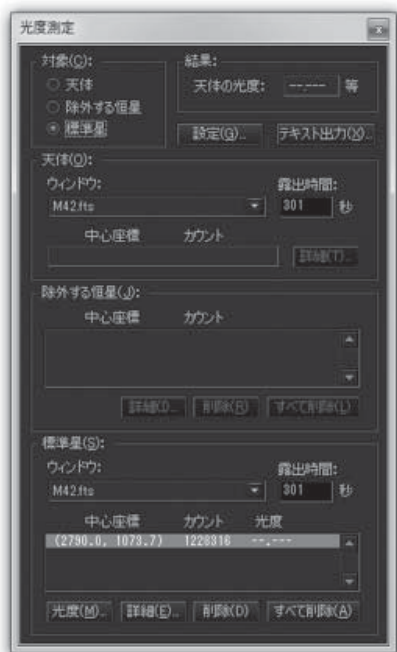 光度測定
対象(C):
天体
除外する恒星
標準星
結果:
天体の光度: --.--- 等
設定(G)... テキスト出力(X)...
天体(O):
ウィンドウ: 露出時間:
M42.fts 301 秒
中心座標 カウント
詳細(T)...
除外する恒星(J):
中心座標 カウント
詳細(I)... 削除(R) すべて削除(L)
標準星(S):
ウィンドウ: 露出時間:
M42.fts 301 秒
中心座標 カウント 光度
(2790.0, 1073.7) 1228316 --.---
光度(M)... 詳細(E)... 削除(D) すべて削除(A)